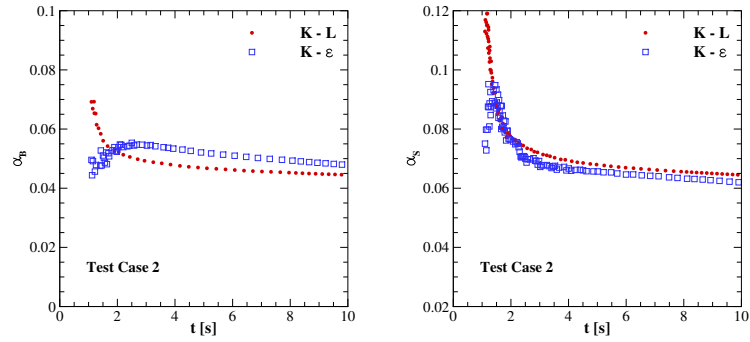 0.1
0.08
0.06
0.04
0.02
0
α_B
K - L
K - ε
Test Case 2
0 2 4 6 8 10
t [s]
0.12
0.1
0.08
0.06
0.04
0.02
α_S
K - L
K - ε
Test Case 2
0 2 4 6 8 10
t [s]